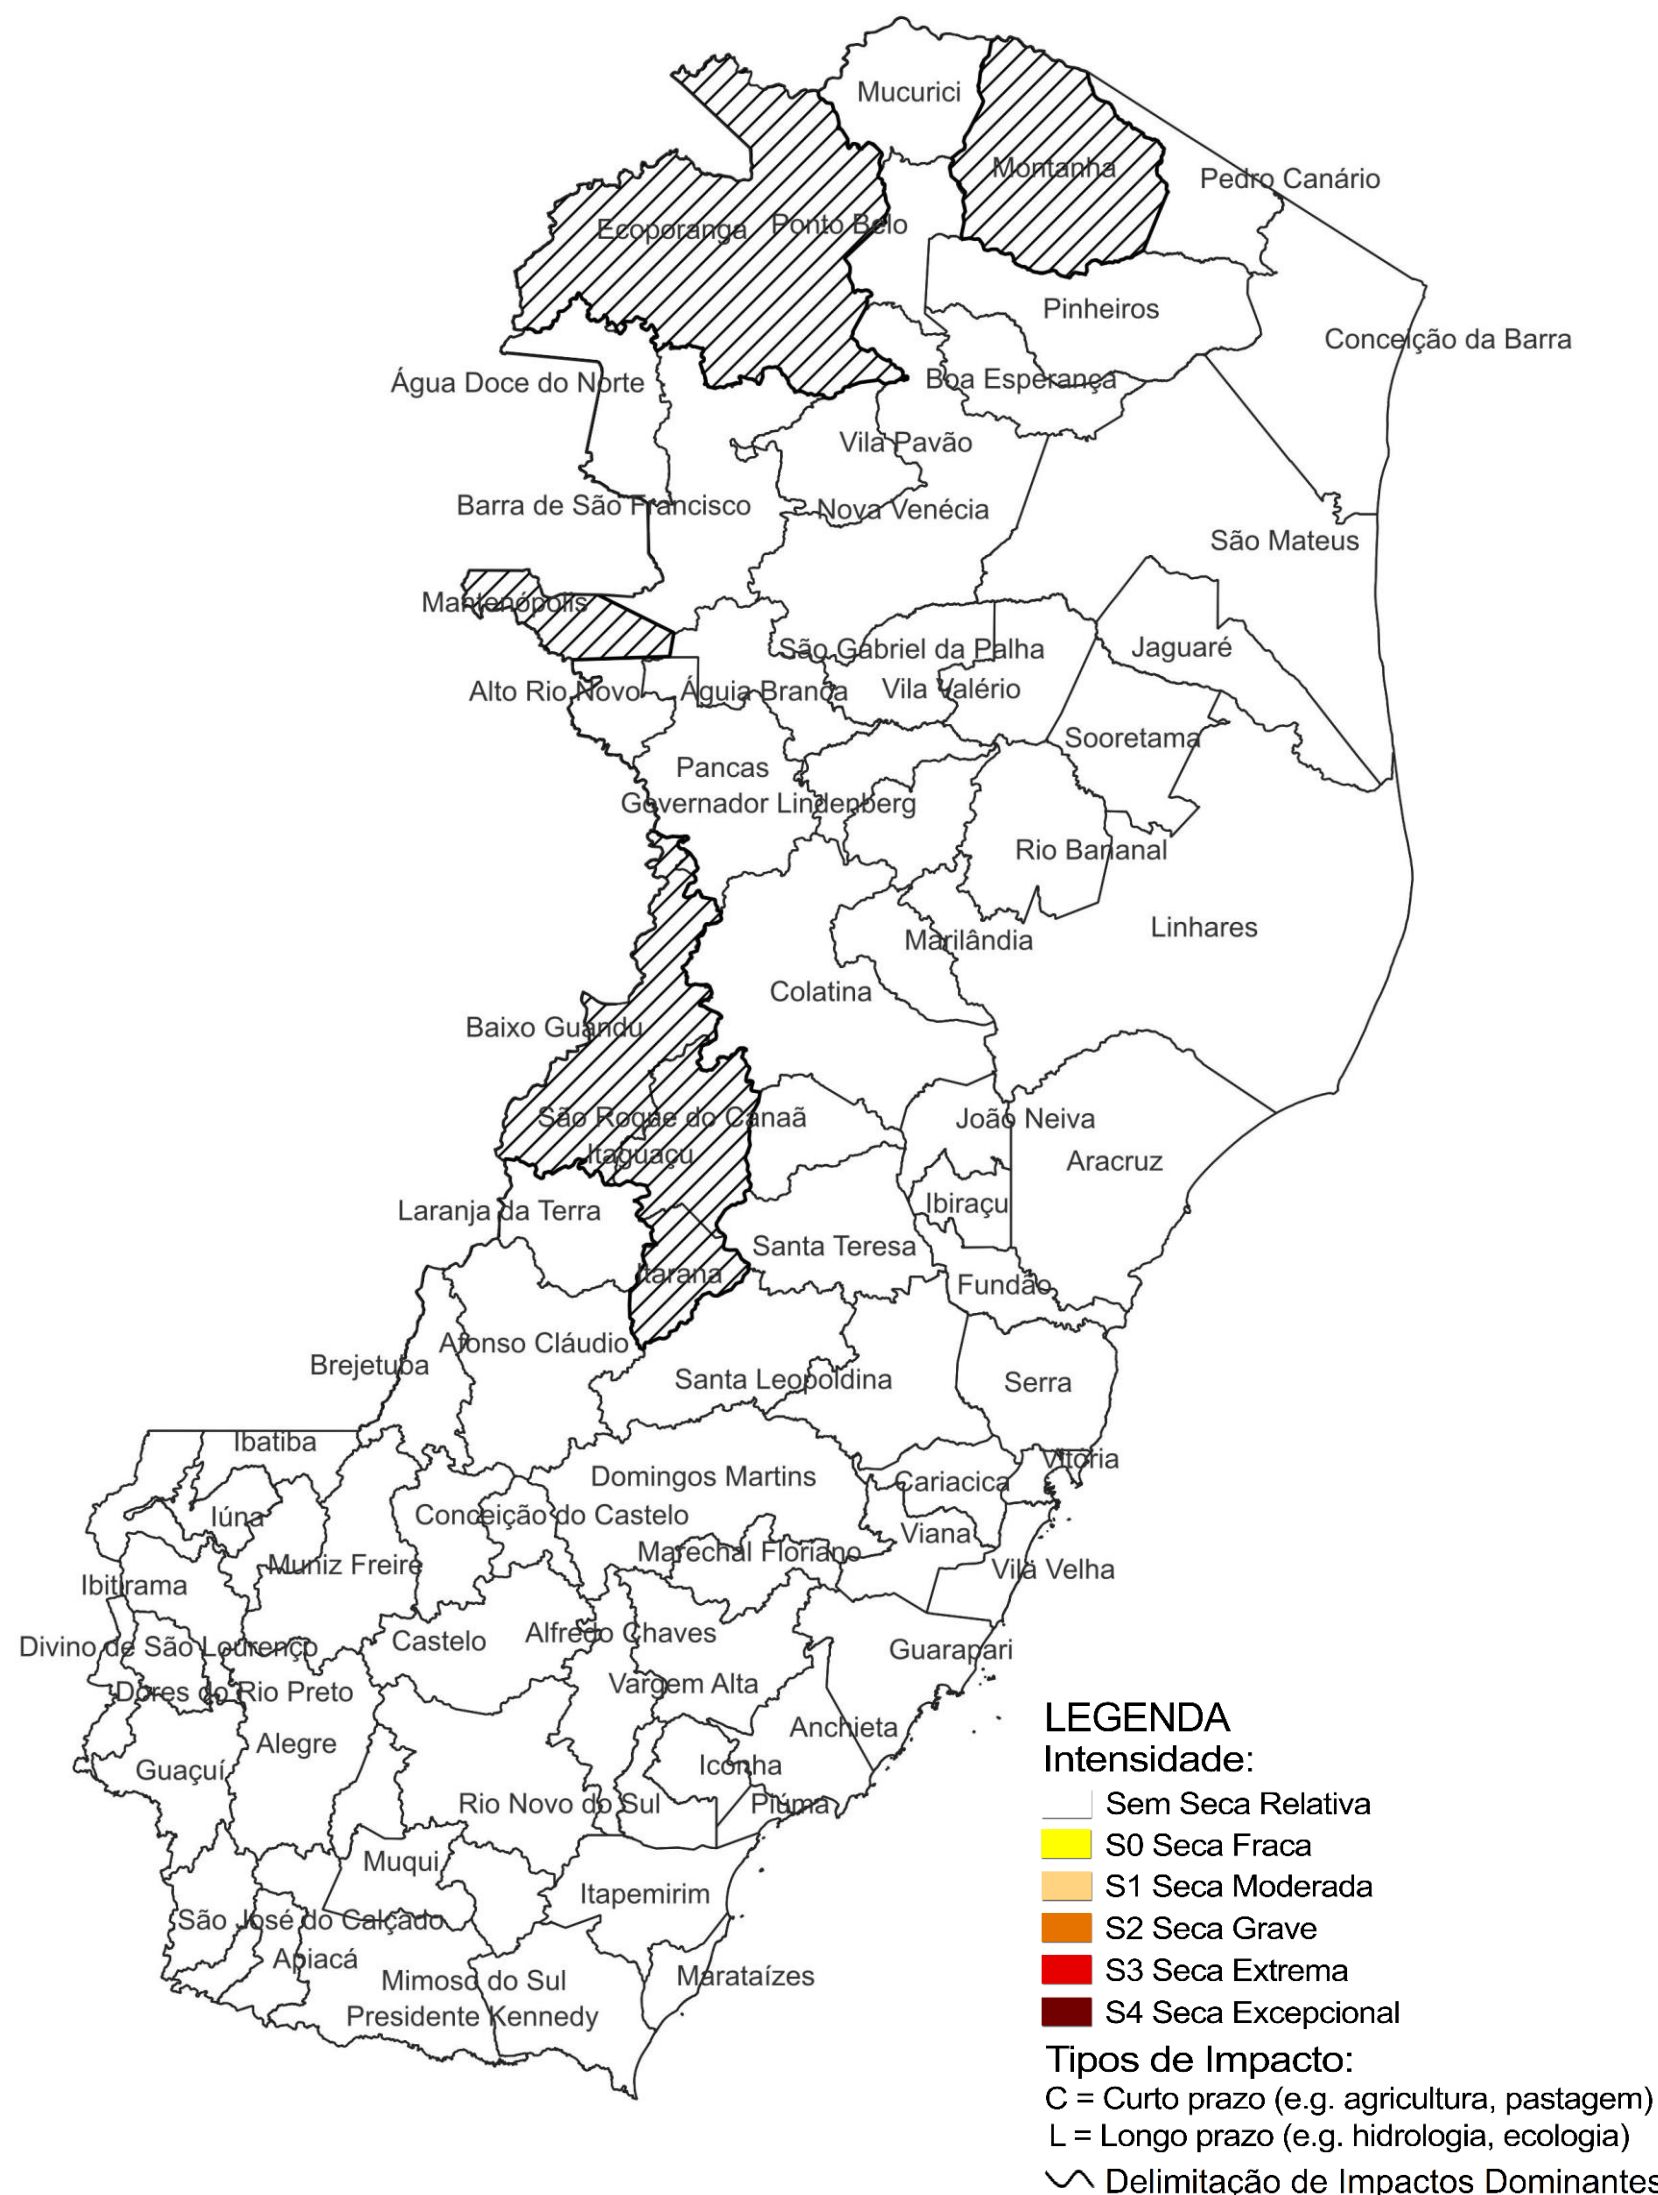 Mucurici
Montanha
Pedro Canário
Ecoporanga
Ponto Belo
Pinheiros
Conceição da Barra
Água Doce do Norte
Boa Esperança
Vila Pavão
Barra de São Francisco
Nova Venécia
São Mateus
Mantenópolis
São Gabriel da Palha
Jaguaré
Alto Rio Novo
Águia Branca
Vila Valério
Sooretama
Pancas
Governador Lindenberg
Rio Bananal
Linhares
Marilândia
Colatina
Baixo Guandu
São Roque do Canaã
João Neiva
Itaguaçu
Aracruz
Laranja da Terra
Ibiraçu
Santa Teresa
Itarana
Fundão
Afonso Cláudio
Brejetuba
Santa Leopoldina
Serra
Ibatiba
Vitória
Domingos Martins
Cariacica
Iúna
Conceição do Castelo
Viana
Marechal Floriano
Muniz Freire
Vila Velha
Ibitirama
Divino de São Lourenço
Castelo
Alfredo Chaves
Guarapari
Dores do Rio Preto
Vargem Alta
Anchieta
Alegre
Guaçuí
Iconha
Rio Novo do Sul
Piúma
Muqui
Itapemirim
São José do Calçado
Apiacá
Mimoso do Sul
Marataízes
Presidente Kennedy
LEGENDA
Intensidade:
Sem Seca Relativa
S0 Seca Fraca
S1 Seca Moderada
S2 Seca Grave
S3 Seca Extrema
S4 Seca Excepcional
Tipos de Impacto:
C = Curto prazo (e.g. agricultura, pastagem)
L = Longo prazo (e.g. hidrologia, ecologia)
Delimitação de Impactos Dominantes